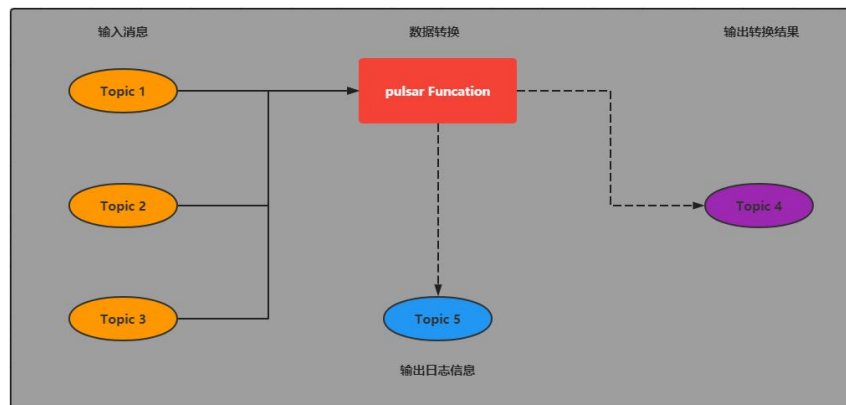 输入消息
数据转换
输出转换结果
Topic 1
pulsar Funcation
Topic 2
Topic 4
Topic 3
Topic 5
输出日志信息